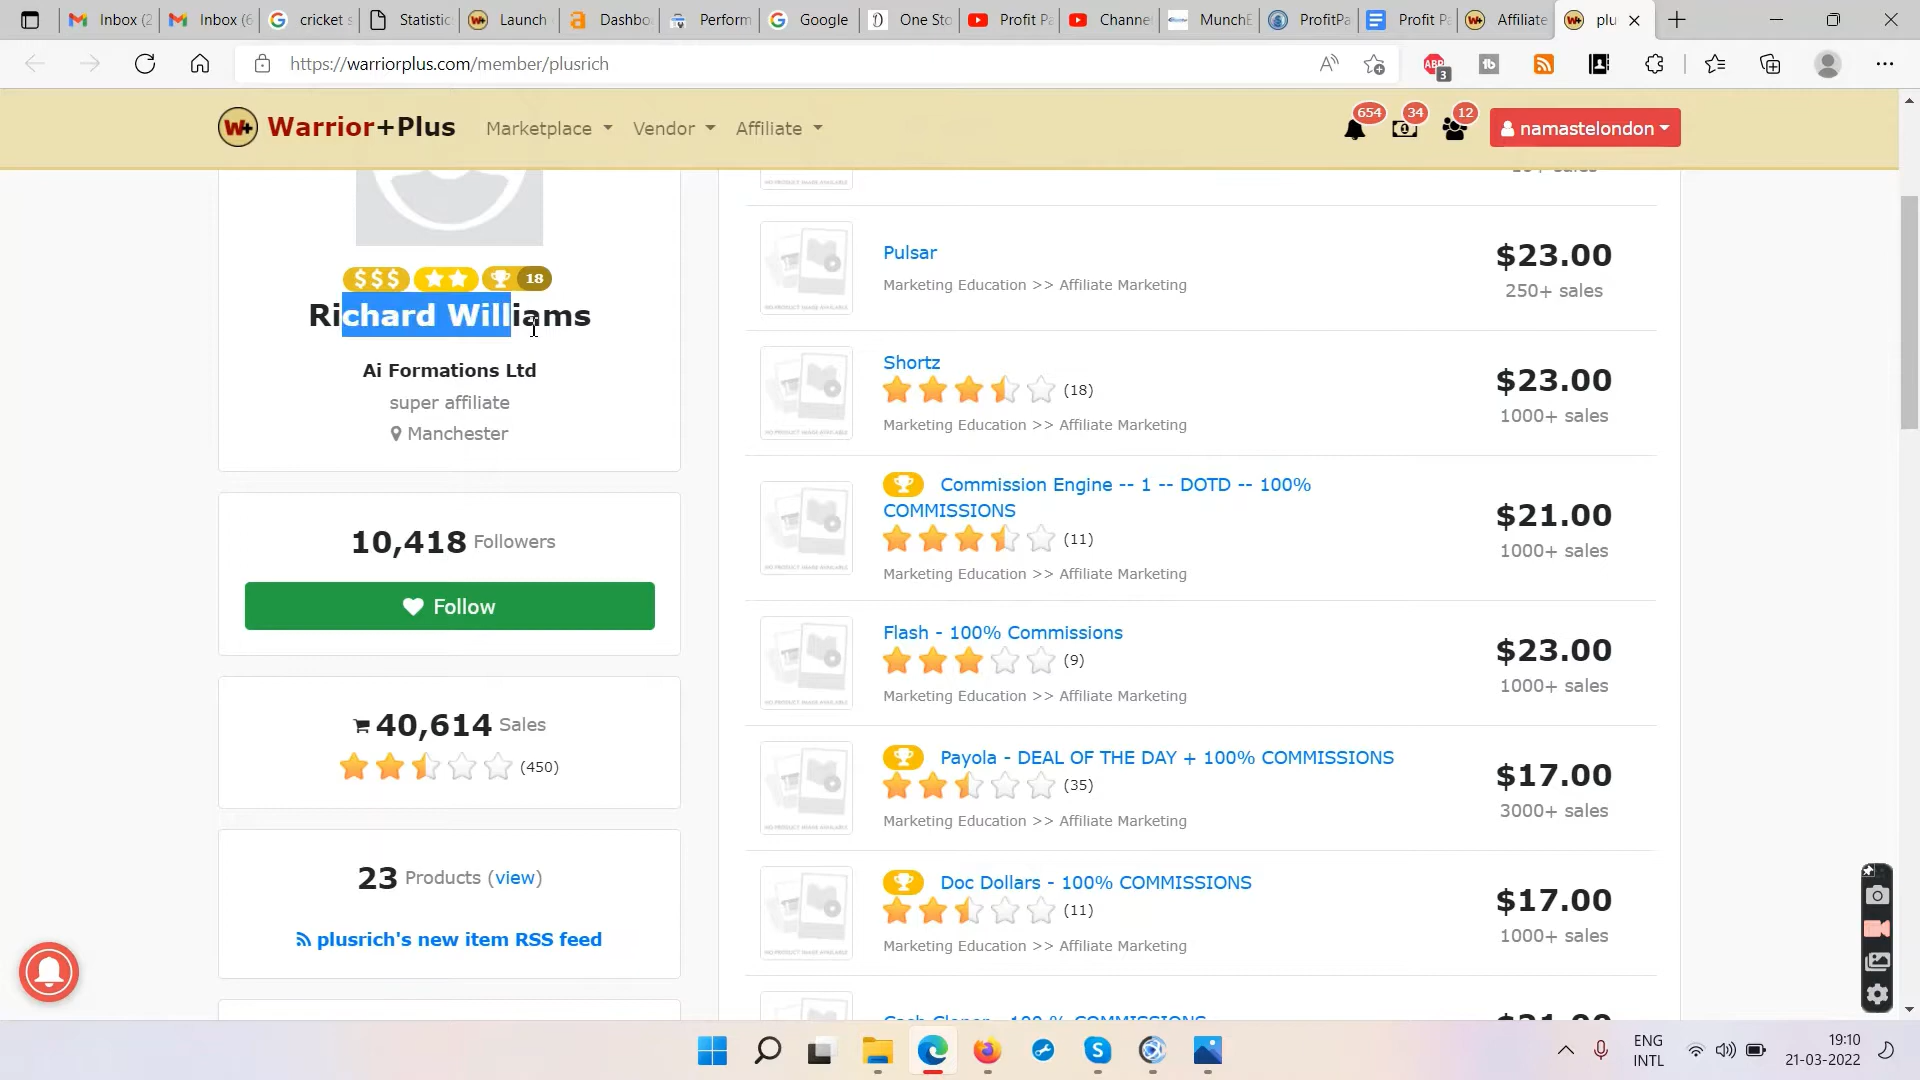 Inbox (2
Inbox (6
cricket s
Statistic
Launch
Dashbo
Perform
Google
One Sto
Profit Pa
Channel
MunchE
ProfitPa
Profit Pa
Affiliate
plu
https://warriorplus.com/member/plusrich
ABP
3
Warrior+Plus
Marketplace
Vendor
Affiliate
654
34
12
namastelondon
$$$
18
Richard Williams
Ai Formations Ltd
super affiliate
Manchester
10,418 Followers
Follow
40,614 Sales
(450)
23 Products (view)
plusrich's new item RSS feed
Pulsar
Marketing Education >> Affiliate Marketing
$23.00
250+ sales
Shortz
(18)
Marketing Education >> Affiliate Marketing
$23.00
1000+ sales
Commission Engine -- 1 -- DOTD -- 100%
COMMISSIONS
(11)
Marketing Education >> Affiliate Marketing
$21.00
1000+ sales
Flash - 100% Commissions
(9)
Marketing Education >> Affiliate Marketing
$23.00
1000+ sales
Payola - DEAL OF THE DAY + 100% COMMISSIONS
(35)
Marketing Education >> Affiliate Marketing
$17.00
3000+ sales
Doc Dollars - 100% COMMISSIONS
(11)
Marketing Education >> Affiliate Marketing
$17.00
1000+ sales
ENG
INTL
19:10
21-03-2022